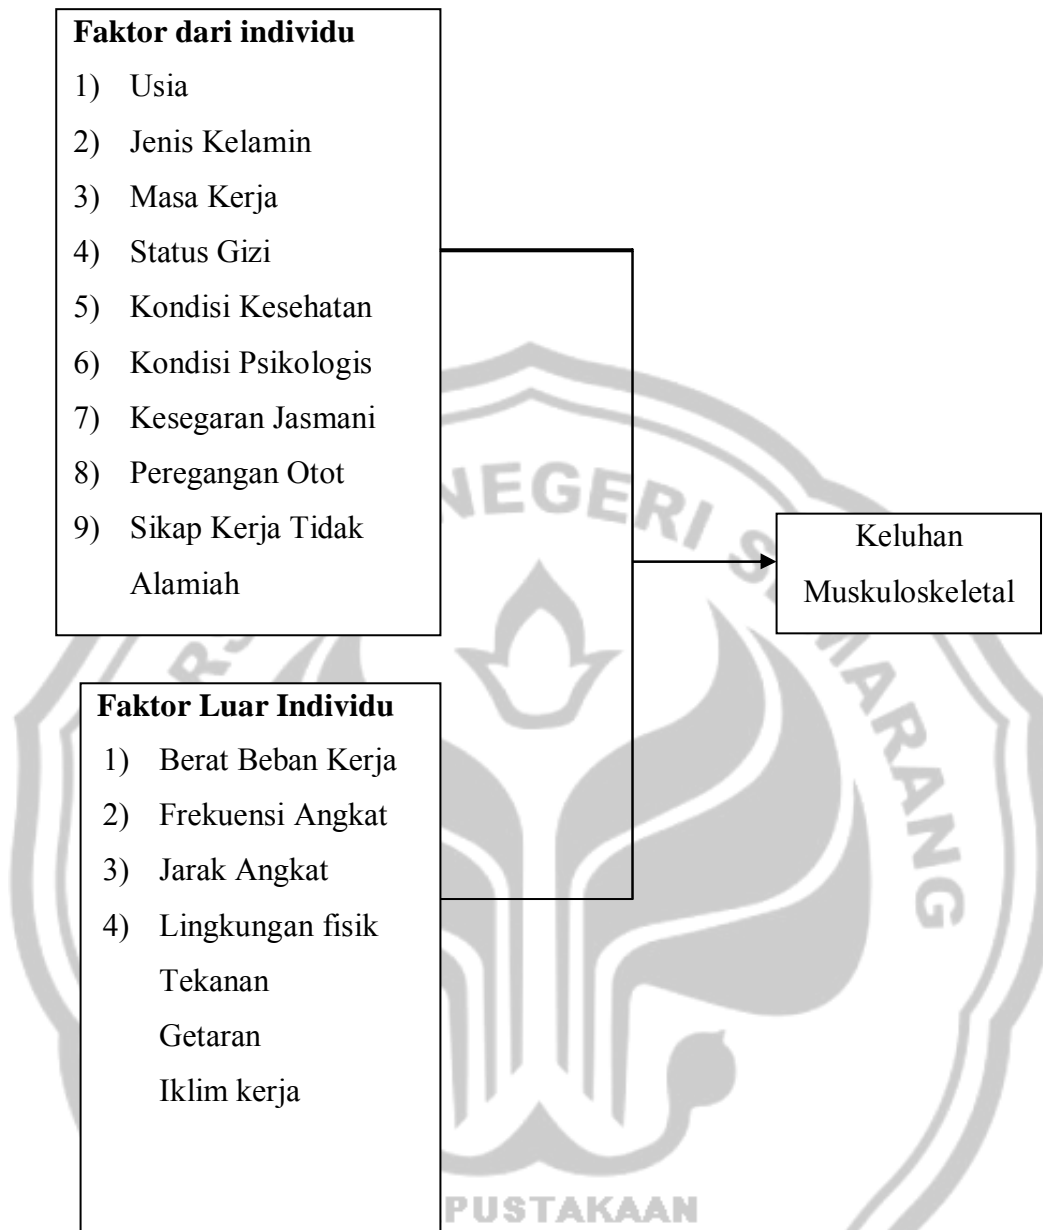 Faktor dari individu
1) Usia
2) Jenis Kelamin
3) Masa Kerja
4) Status Gizi
5) Kondisi Kesehatan
6) Kondisi Psikologis
7) Kesegaran Jasmani
8) Peregangan Otot
9) Sikap Kerja Tidak
Alamiah
Keluhan
Muskuloskeletal
Faktor Luar Individu
1) Berat Beban Kerja
2) Frekuensi Angkat
3) Jarak Angkat
4) Lingkungan fisik
Tekanan
Getaran
Iklim kerja
NEGERI
PUSTAKAAN